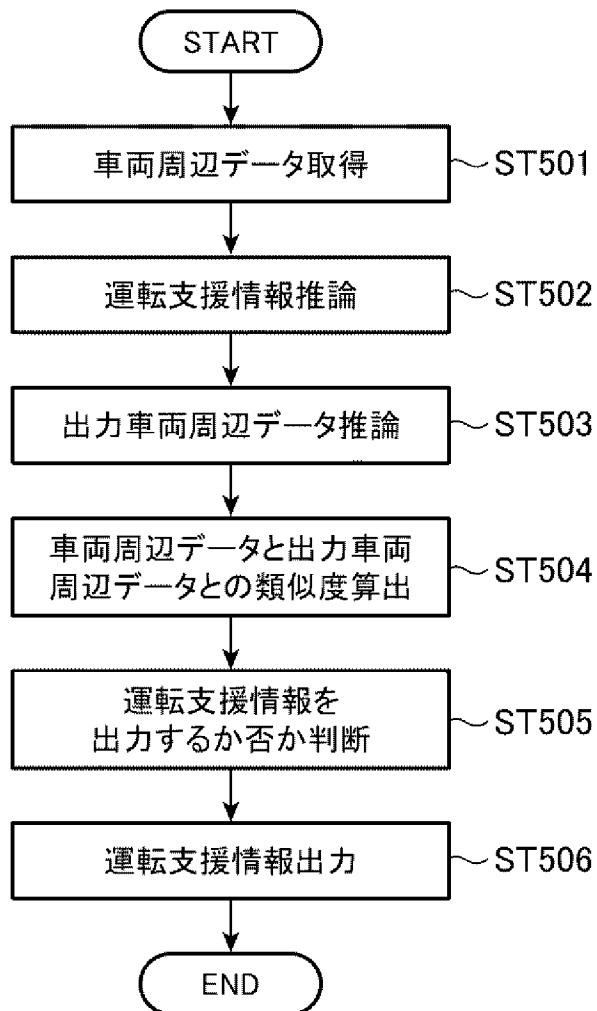 START
車両周辺データ取得
ST501
運転支援情報推論
ST502
出力車両周辺データ推論
ST503
車両周辺データと出力車両
周辺データとの類似度算出
ST504
運転支援情報を
出力するか否か判断
ST505
運転支援情報出力
ST506
END